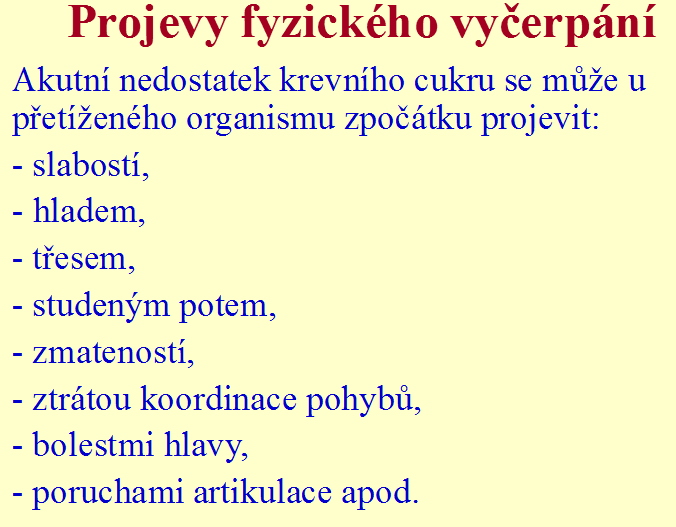 Projevy fyzického vyčerpání
Akutní nedostatek krevního cukru se může u
přetíženého organismu zpočátku projevit:
- slabostí,
- hladem,
- třesem,
- studeným potem,
- zmateností,
- ztrátou koordinace pohybů,
- bolestmi hlavy,
- poruchami artikulace apod.